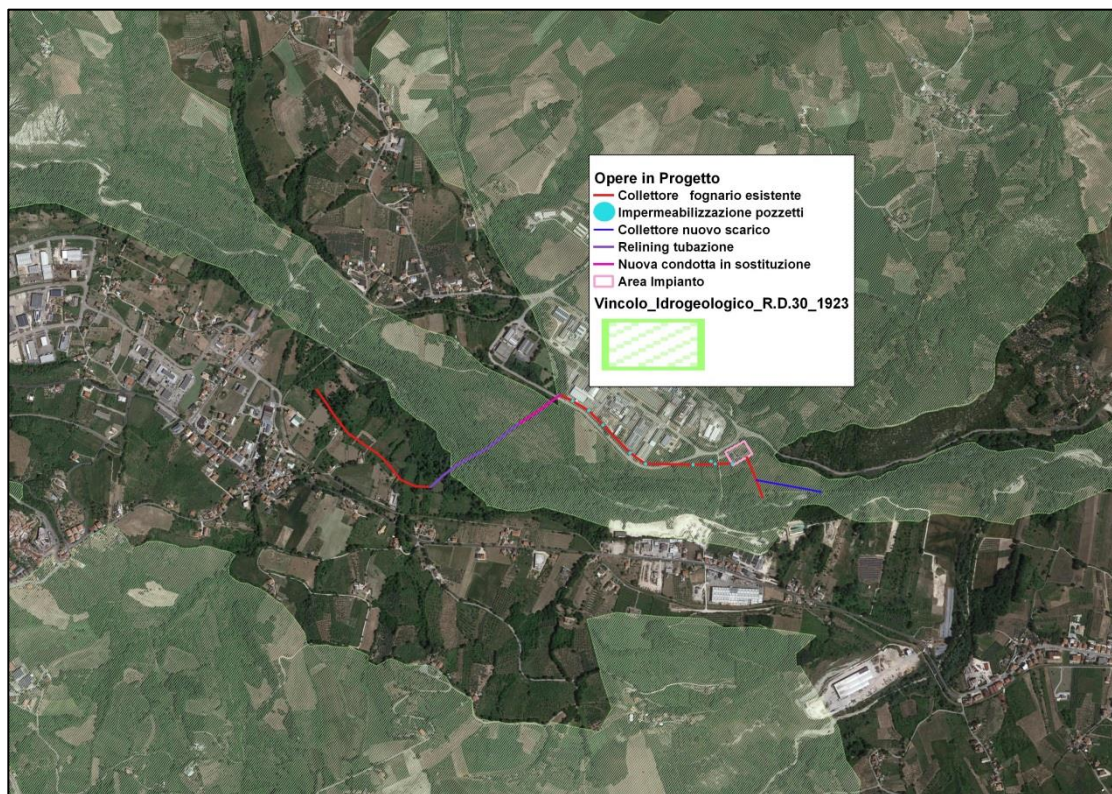 Opere in Progetto
Collettore fognario esistente
Impermeabilizzazione pozzetti
Collettore nuovo scarico
Relining tubazione
Nuova condotta in sostituzione
Area Impianto
Vincolo_Idrogeologico_R.D.30_1923